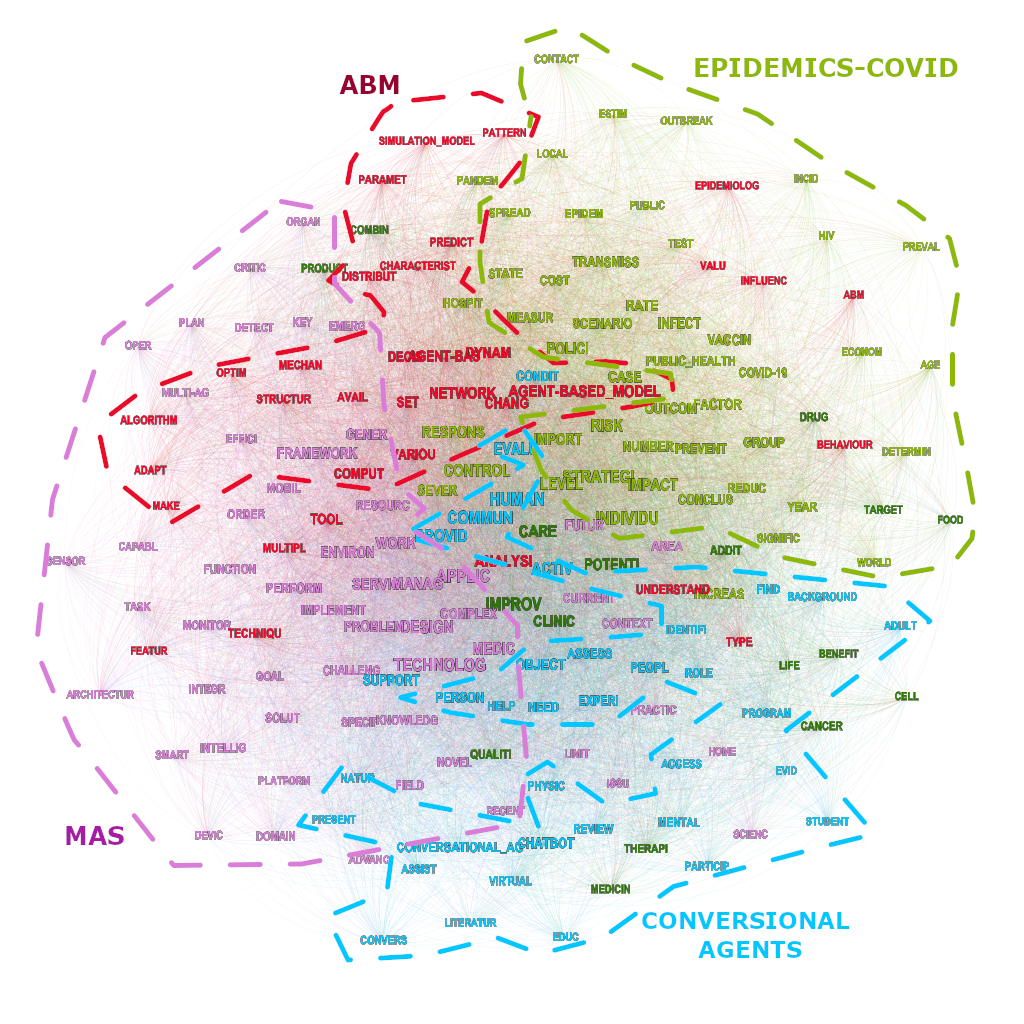 CONTACT
EPIDEMICS–COVID
ABM
ESTIM
OUTBREAK
PATTERN
SIMULATION_MODEL
LOCAL
PARAMET
PANDEM
EPIDEMIOLOG
INCID
PUBLIC
SPREAD
EPIDEM
ORGAN
COMBIN
HIV
PREDICT
TEST
PREVAL
CRITIC
PRODUCT
DISTRIBUT
CHARACTERIST
TRANSMISS
VALU
STATE
COST
INFLUENC
ABM
HOSPIT
RATE
PLAN
DETECT
KEY
EMERG
MEASUR
SCENARIO
INFECT
OPER
VACCIN
POLICI
AGENT-BAS
DYNAM
ECONOM
PUBLIC_HEALTH
AGE
OPTIM
MECHAN
CONDIT
CASE
COVID-19
MULTI-AG
STRUCTUR
AVAIL
SET
NETWORK
AGENT-BASED_MODEL
CHANG
OUTCOM
FACTOR
DRUG
ALGORITHM
RISK
EFFICI
GENER
RESPONS
IMPORT
GROUP
BEHAVIOUR
DETERMIN
FRAMEWORK
VARIOU
EVALU
NUMBER
PREVENT
ADAPT
COMPUT
CONTROL
STRATEGI
LEVEL
IMPACT
MOBIL
SEVER
REDUC
MAKE
RESOURC
HUMAN
CONCLUS
YEAR
TARGET
ORDER
TOOL
COMMUN
INDIVIDU
FUTUR
FOOD
PROVID
CARE
SIGNIFIC
CAPABL
MULTIPL
ENVIRON
WORK
AREA
ADDIT
SENSOR
ANALYSI
ACTIV
POTENTI
WORLD
FUNCTION
APPLIC
PERFORM
SERVI
MANAG
UNDERSTAND
FIND
INCREAS
BACKGROUND
TASK
IMPLEMENT
IMPROV
CURRENT
COMPLEX
MONITOR
TECHNIQU
PROBLEM
DESIGN
CLINIC
CONTEXT
IDENTIFI
ADULT
FEATUR
MEDIC
ASSESS
TYPE
BENEFIT
CHALLENG
TECHNOLOG
OBJECT
PEOPL
ROLE
LIFE
GOAL
SUPPORT
ARCHITECTUR
INTEGR
PERSON
HELP
NEED
EXPERI
CELL
SOLUT
SPECIF
KNOWLEDG
PRACTIC
PROGRAM
CANCER
SMART
INTELLIG
QUALITI
LIMIT
HOME
NOVEL
ACCESS
EVID
PLATFORM
NATUR
FIELD
PHYSIC
ISSU
RECENT
PRESENT
STUDENT
MAS
DEVIC
DOMAIN
REVIEW
MENTAL
SCIENC
CONVERSATIONAL_AG
CHATBOT
THERAPI
ADVANC
ASSIST
PARTICIP
VIRTUAL
MEDICIN
LITERATUR
CONVERSIONAL
AGENTS
CONVERS
EDUC